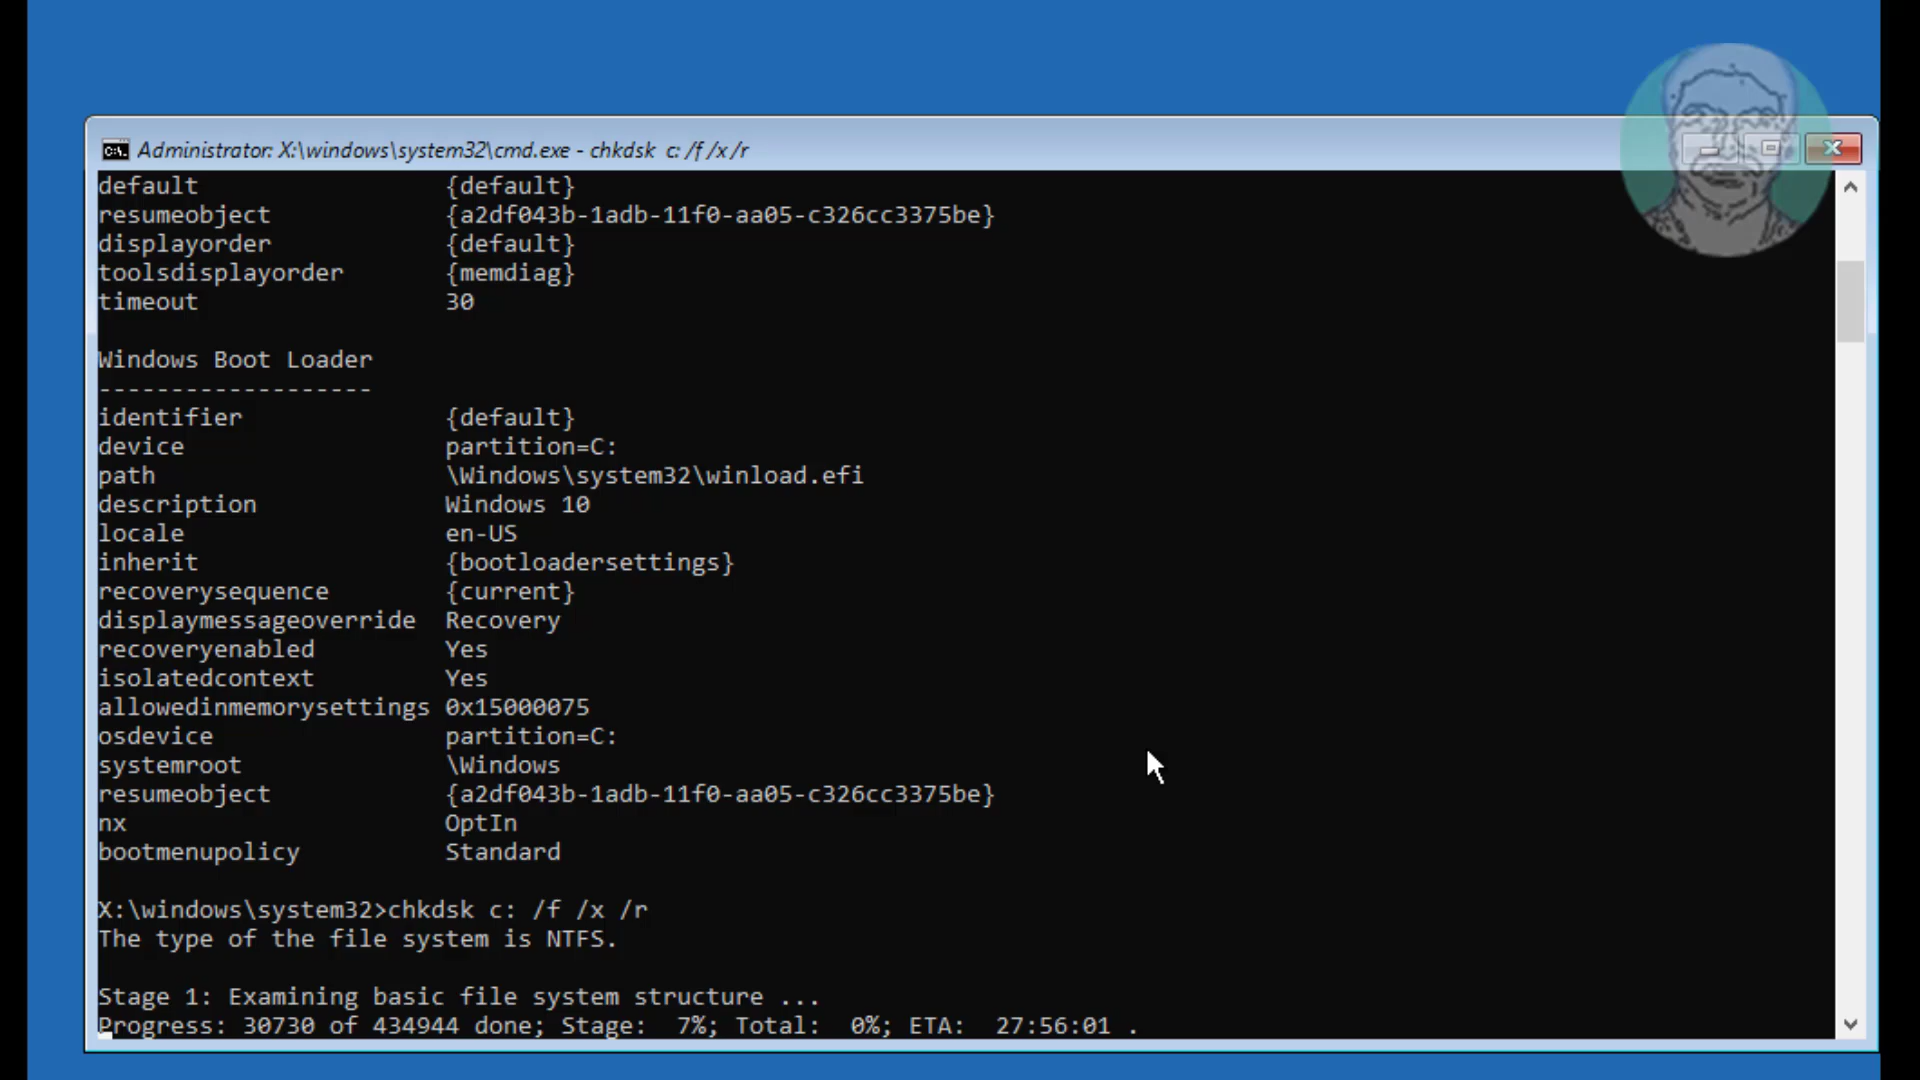 Administrator: X:\windows\system32\cmd.exe - chkdsk  c: /f /x /r
default                 {default}
resumeobject            {a2df043b-1adb-11f0-aa05-c326cc3375be}
displayorder            {default}
toolsdisplayorder       {memdiag}
timeout                 30
Windows Boot Loader
-------------------
identifier              {default}
device                  partition=C:
path                    \Windows\system32\winload.efi
description             Windows 10
locale                  en-US
inherit                 {bootloadersettings}
recoverysequence        {current}
displaymessageoverride  Recovery
recoveryenabled         Yes
isolatedcontext         Yes
allowedinmemorysettings 0x15000075
osdevice                partition=C:
systemroot              \Windows
resumeobject            {a2df043b-1adb-11f0-aa05-c326cc3375be}
nx                      OptIn
bootmenupolicy          Standard
X:\windows\system32>chkdsk c: /f /x /r
The type of the file system is NTFS.
Stage 1: Examining basic file system structure ...
Progress: 30730 of 434944 done; Stage:  7%; Total:  0%; ETA:  27:56:01 .